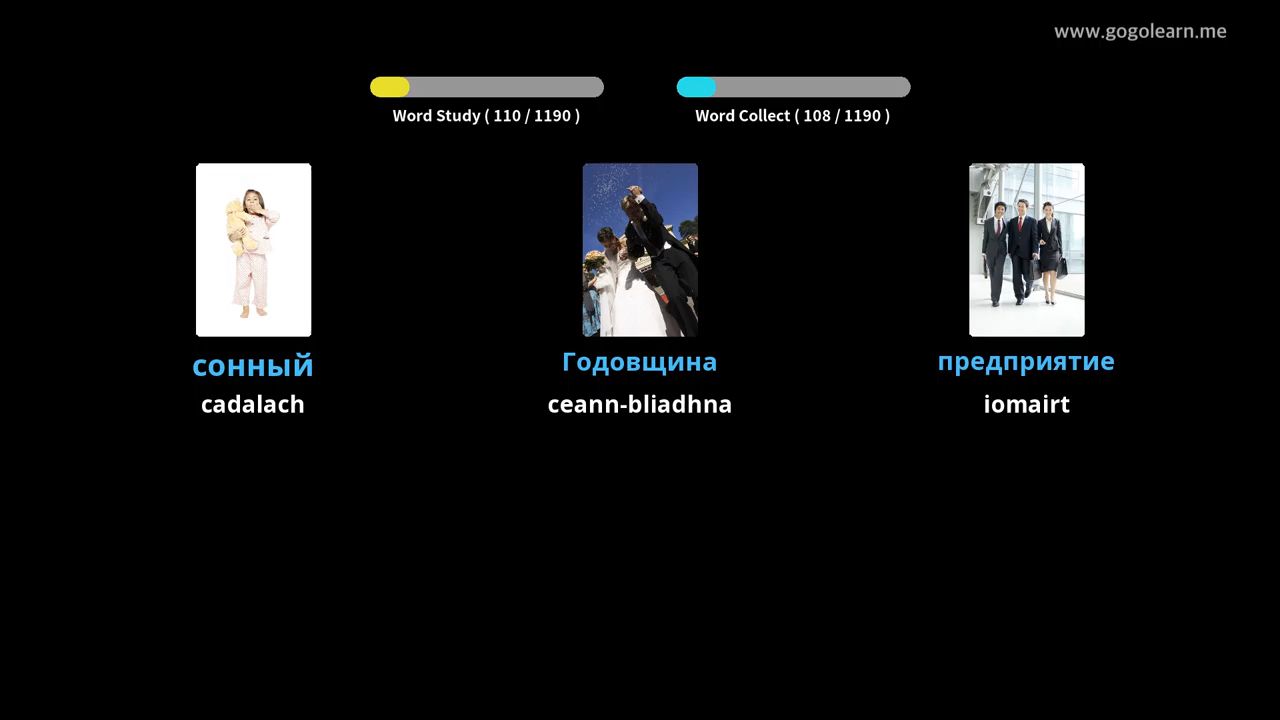 www.gogolearn.me
Word Study ( 110 / 1190 )
Word Collect ( 108 / 1190 )
сонный
Годовщина
предприятие
cadalach
ceann-bliadhna
iomairt